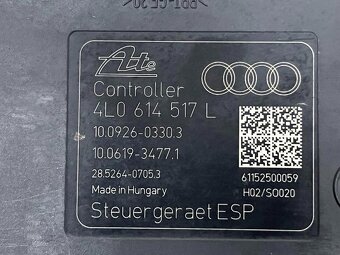 Ate
Controller
4L0 614 517 L
10.0926-0330.3
10.0619-3477.1
28.5264-0705.3
61152500059
Made in Hungary
H02/SO020
Steuergeraet ESP